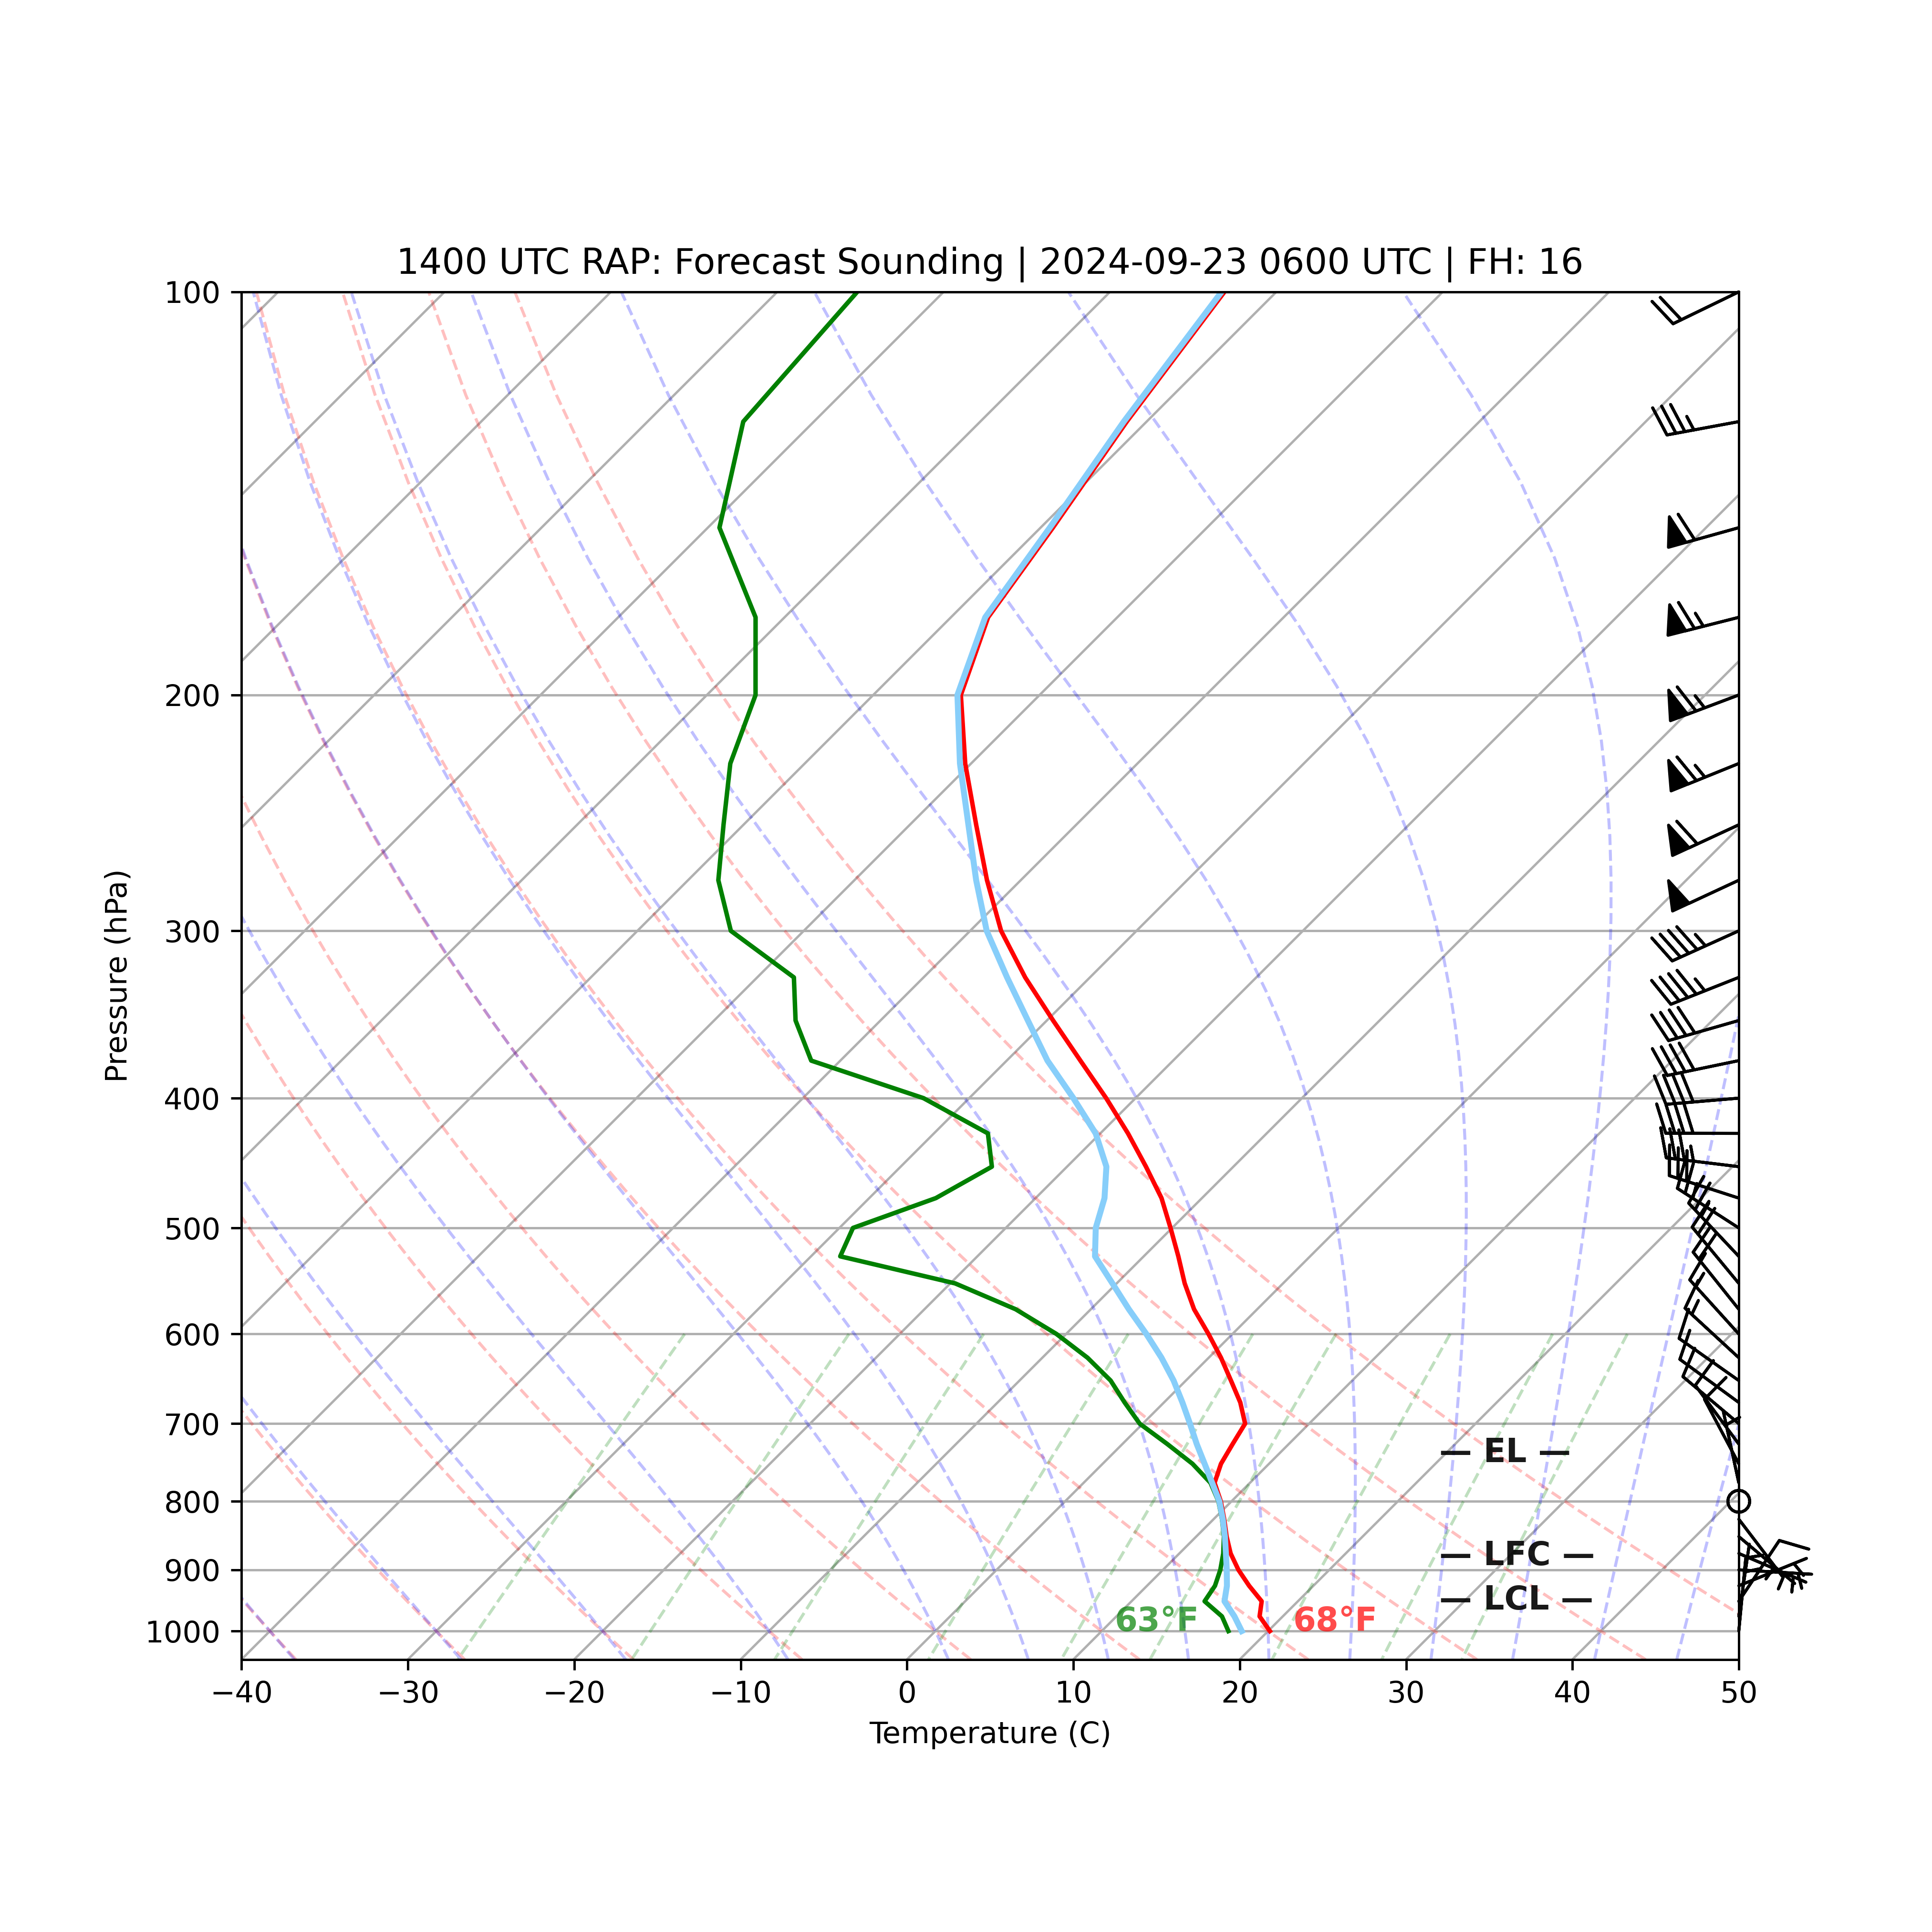 1400 UTC RAP: Forecast Sounding | 2024-09-23 0600 UTC | FH: 16
100
200
300
400
500
600
700
800
900
1000
Pressure (hPa)
— EL —
— LFC —
— LCL —
63°F
68°F
−40 −30 −20 −10 0 10 20 30 40 50
Temperature (C)